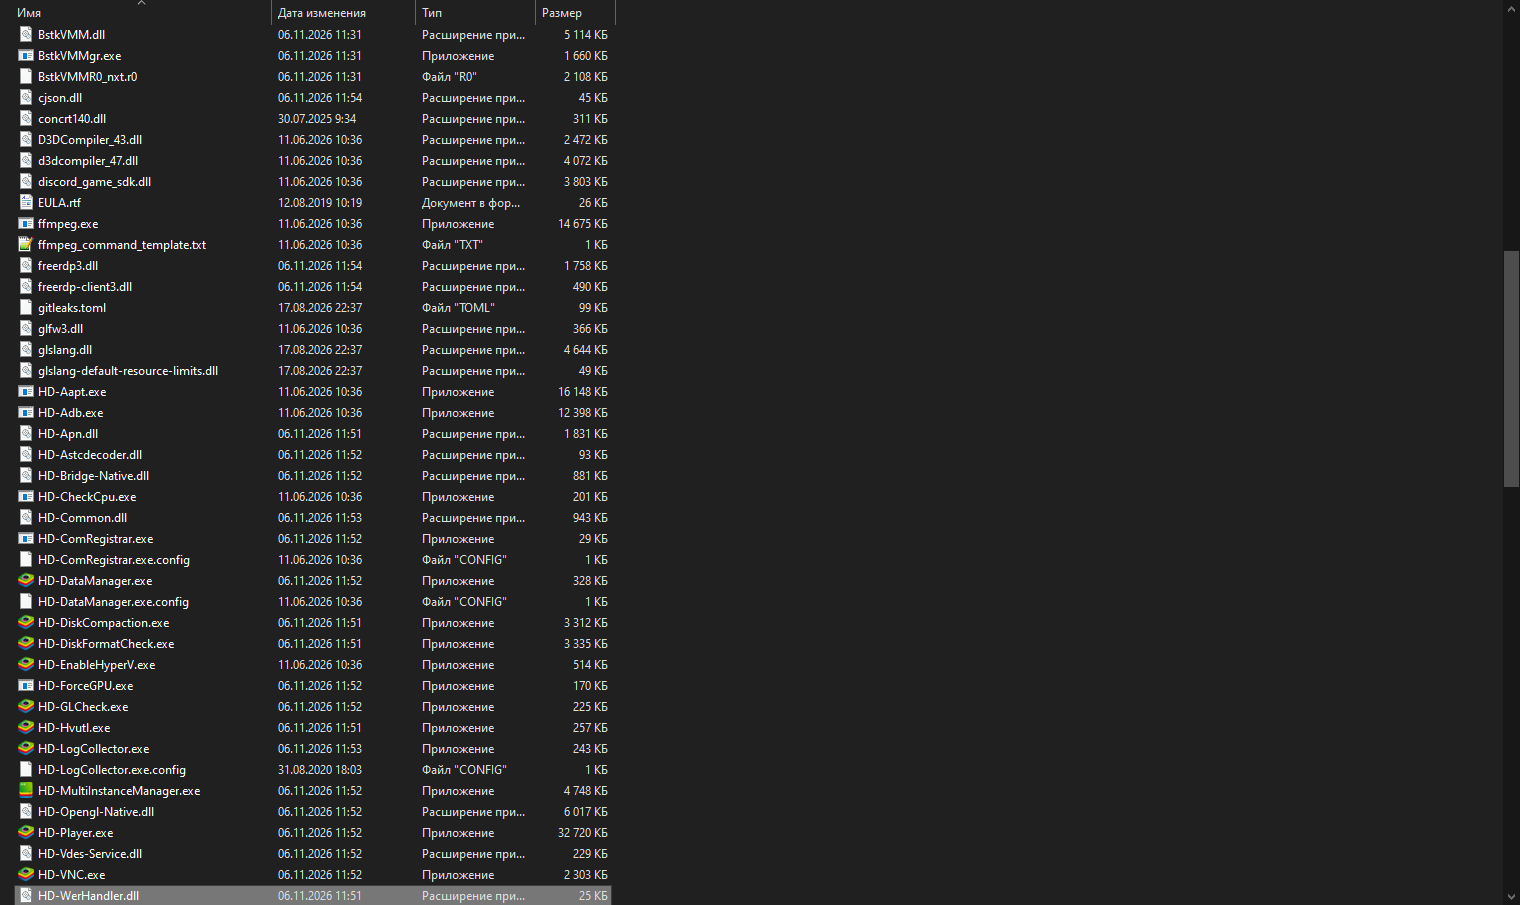 Имя Дата изменения Тип Размер
BstkVMM.dll 06.11.2026 11:31 Расширение при... 5 114 КБ
BstkVMMgr.exe 06.11.2026 11:31 Приложение 1 660 КБ
BstkVMMR0_nxt.r0 06.11.2026 11:31 Файл "R0" 2 108 КБ
cjson.dll 06.11.2026 11:54 Расширение при... 45 КБ
concrt140.dll 30.07.2025 9:34 Расширение при... 311 КБ
D3DCompiler_43.dll 11.06.2026 10:36 Расширение при... 2 472 КБ
d3dcompiler_47.dll 11.06.2026 10:36 Расширение при... 4 072 КБ
discord_game_sdk.dll 11.06.2026 10:36 Расширение при... 3 803 КБ
EULA.rtf 12.08.2019 10:19 Документ в фор... 26 КБ
ffmpeg.exe 11.06.2026 10:36 Приложение 14 675 КБ
ffmpeg_command_template.txt 11.06.2026 10:36 Файл "TXT" 1 КБ
freerdp3.dll 06.11.2026 11:54 Расширение при... 1 758 КБ
freerdp-client3.dll 06.11.2026 11:54 Расширение при... 490 КБ
gitleaks.toml 17.08.2026 22:37 Файл "TOML" 99 КБ
glfw3.dll 11.06.2026 10:36 Расширение при... 366 КБ
glslang.dll 17.08.2026 22:37 Расширение при... 4 644 КБ
glslang-default-resource-limits.dll 17.08.2026 22:37 Расширение при... 49 КБ
HD-Aapt.exe 11.06.2026 10:36 Приложение 16 148 КБ
HD-Adb.exe 11.06.2026 10:36 Приложение 12 398 КБ
HD-Apn.dll 06.11.2026 11:51 Расширение при... 1 831 КБ
HD-Astcdecoder.dll 06.11.2026 11:52 Расширение при... 93 КБ
HD-Bridge-Native.dll 06.11.2026 11:52 Расширение при... 881 КБ
HD-CheckCpu.exe 11.06.2026 10:36 Приложение 201 КБ
HD-Common.dll 06.11.2026 11:53 Расширение при... 943 КБ
HD-ComRegistrar.exe 06.11.2026 11:52 Приложение 29 КБ
HD-ComRegistrar.exe.config 11.06.2026 10:36 Файл "CONFIG" 1 КБ
HD-DataManager.exe 06.11.2026 11:52 Приложение 328 КБ
HD-DataManager.exe.config 11.06.2026 10:36 Файл "CONFIG" 1 КБ
HD-DiskCompaction.exe 06.11.2026 11:51 Приложение 3 312 КБ
HD-DiskFormatCheck.exe 06.11.2026 11:51 Приложение 3 335 КБ
HD-EnableHyperV.exe 11.06.2026 10:36 Приложение 514 КБ
HD-ForceGPU.exe 06.11.2026 11:52 Приложение 170 КБ
HD-GLCheck.exe 06.11.2026 11:52 Приложение 225 КБ
HD-Hvutl.exe 06.11.2026 11:51 Приложение 257 КБ
HD-LogCollector.exe 06.11.2026 11:53 Приложение 243 КБ
HD-LogCollector.exe.config 31.08.2020 18:03 Файл "CONFIG" 1 КБ
HD-MultiInstanceManager.exe 06.11.2026 11:52 Приложение 4 748 КБ
HD-Opengl-Native.dll 06.11.2026 11:52 Расширение при... 6 017 КБ
HD-Player.exe 06.11.2026 11:52 Приложение 32 720 КБ
HD-Vdes-Service.dll 06.11.2026 11:52 Расширение при... 229 КБ
HD-VNC.exe 06.11.2026 11:52 Приложение 2 303 КБ
HD-WerHandler.dll 06.11.2026 11:51 Расширение при... 25 КБ